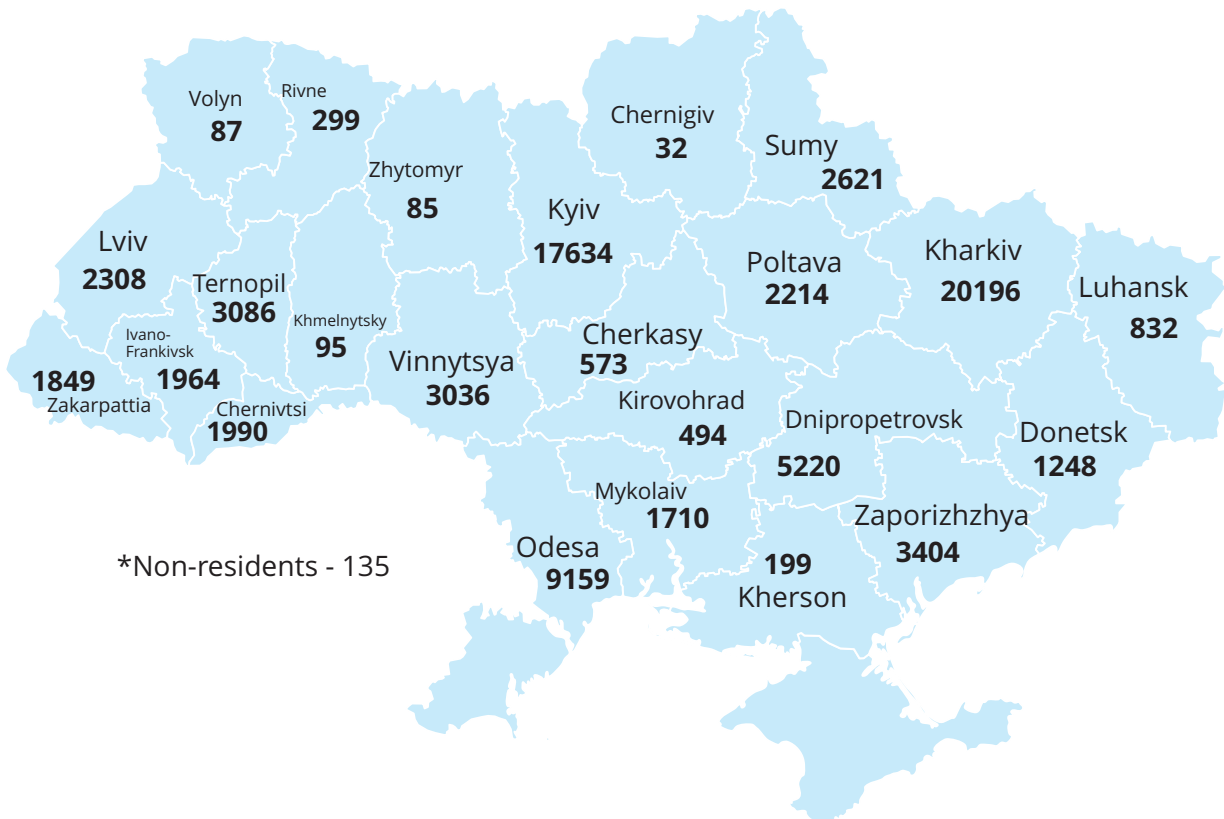 Volyn
87
Rivne
299
Chernigiv
32
Sumy
2621
Zhytomyr
85
Kyiv
17634
Lviv
2308
Ternopil
3086
Khmelnytsky
95
Poltava
2214
Kharkiv
20196
Luhansk
832
Ivano-
Frankivsk
1964
1849
Zakarpattia
Chernivtsi
1990
Vinnytsya
3036
Cherkasy
573
Kirovohrad
494
Dnipropetrovsk
5220
Donetsk
1248
Mykolaiv
1710
Zaporizhzhya
3404
Odesa
9159
199
Kherson
*Non-residents - 135